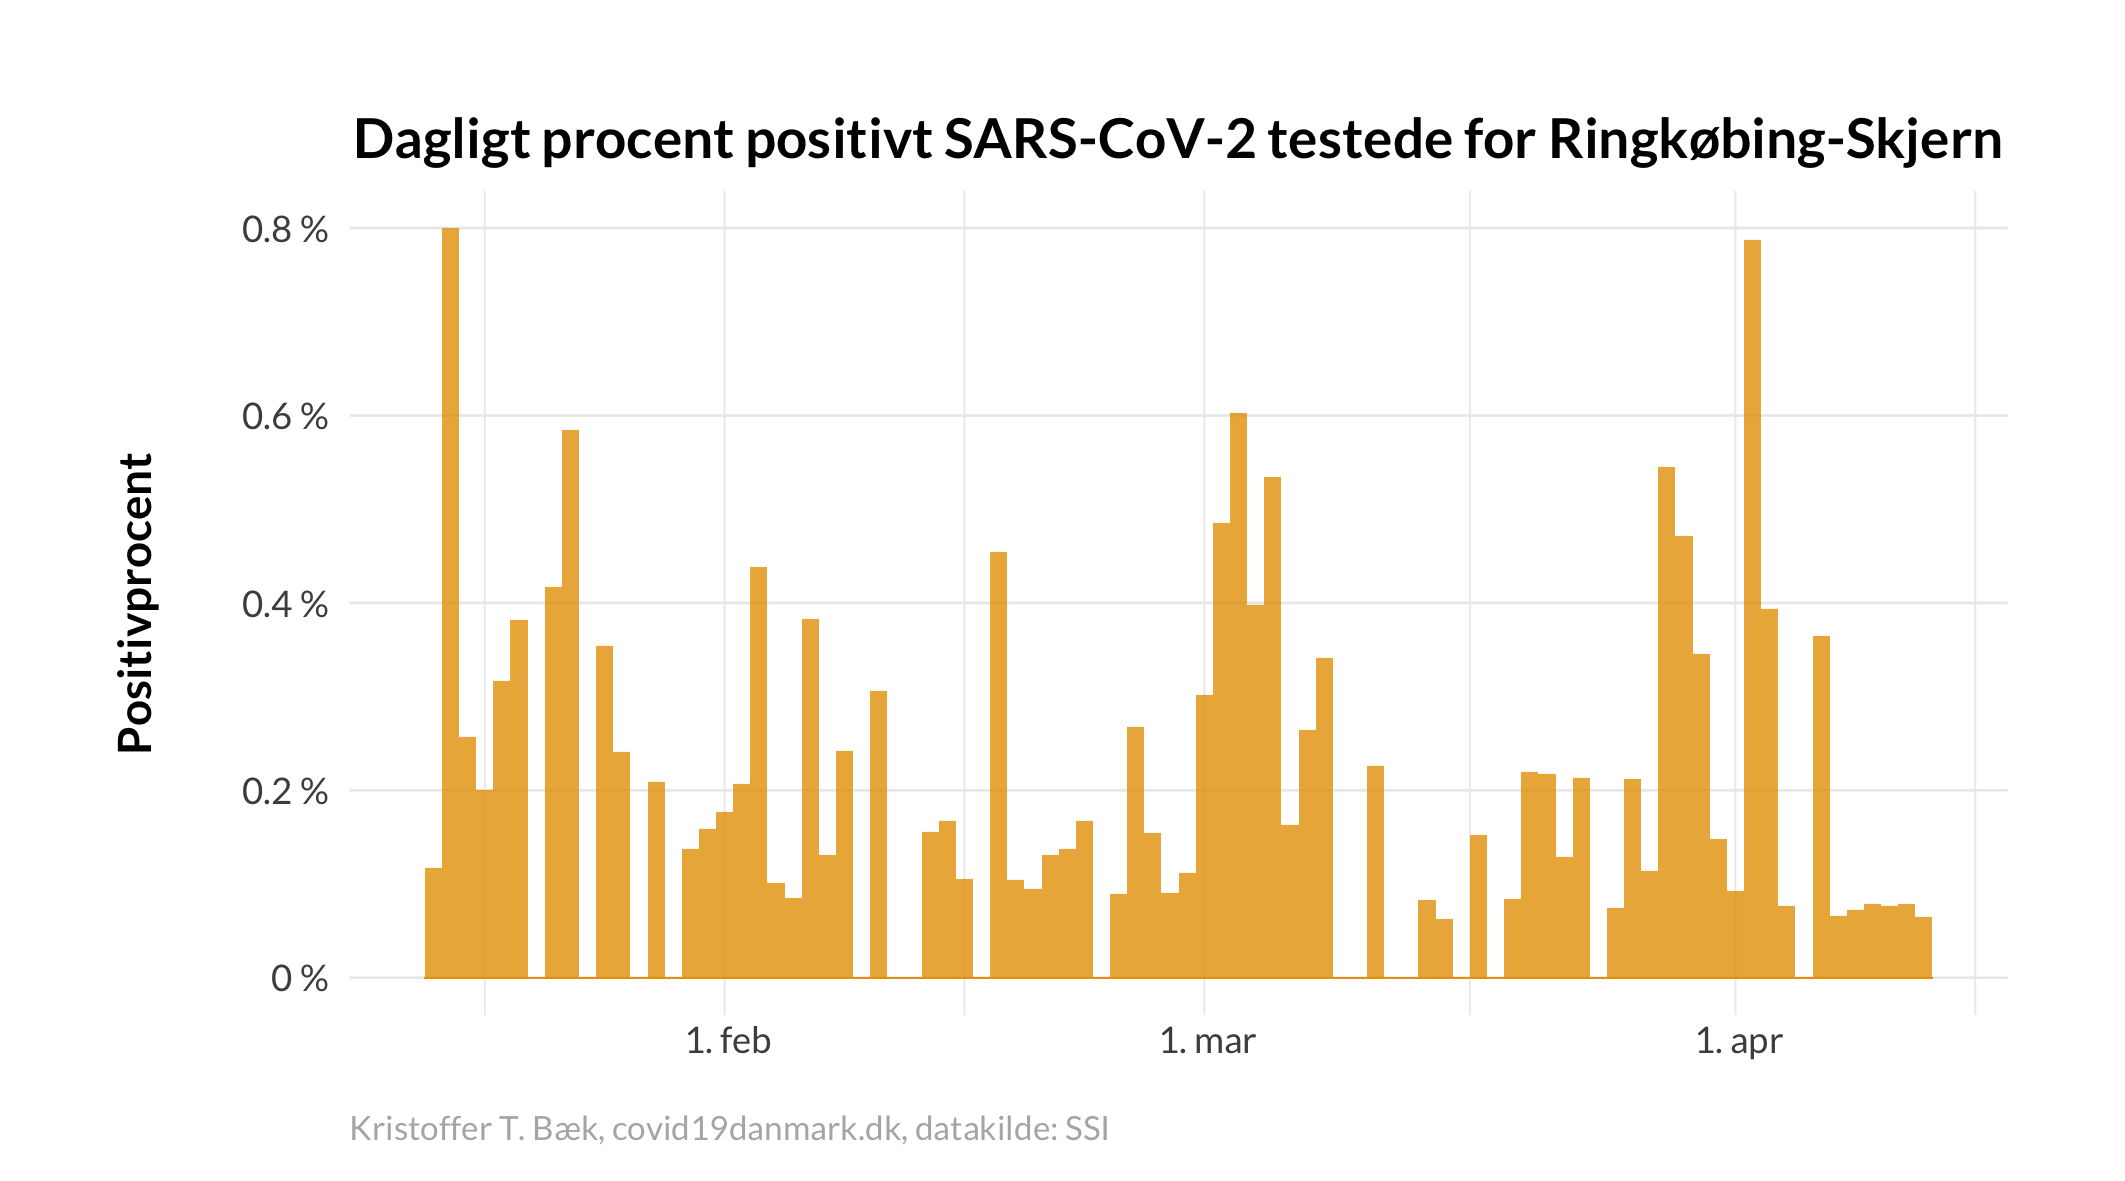 Dagligt procent positivt SARS-CoV-2 testede for Ringkøbing-Skjern
Positivprocent
0.8 %
0.6 %
0.4 %
0.2 %
0 %
1. feb
1. mar
1. apr
Kristoffer T. Bæk, covid19danmark.dk, datakilde: SSI